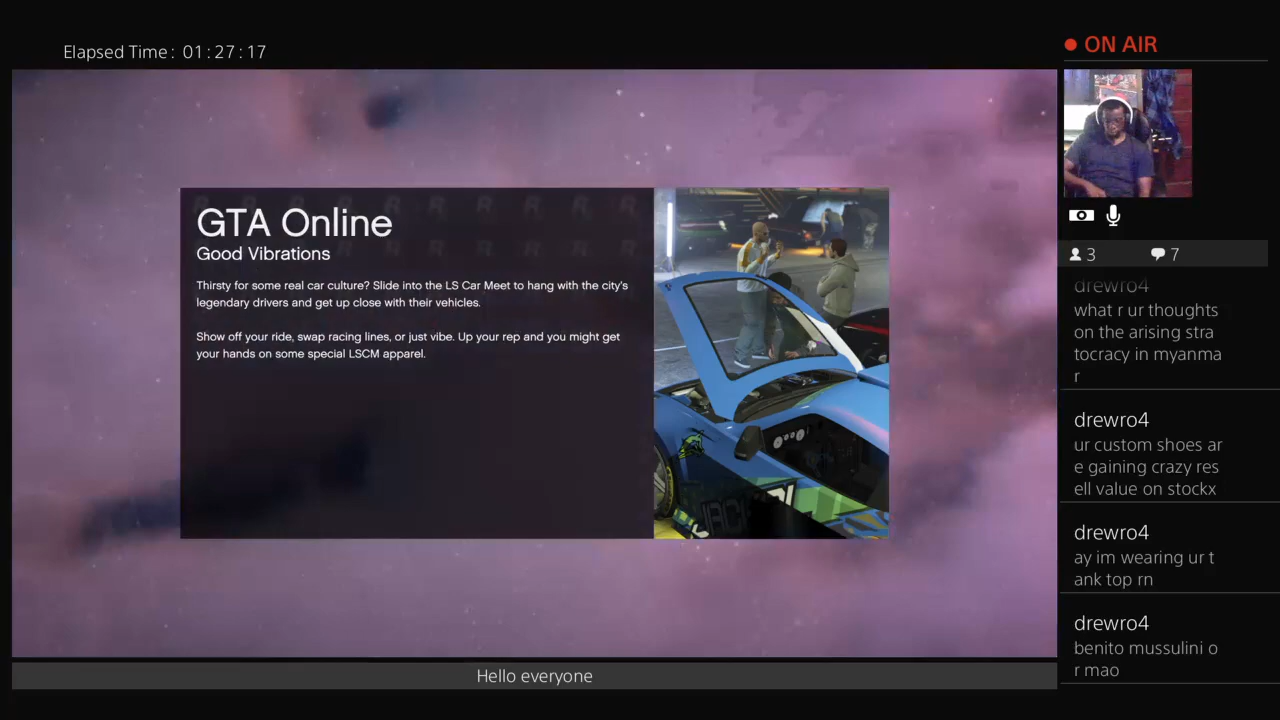 Elapsed Time: 01:27:17
ON AIR
3
7
GTA Online
Good Vibrations
Thirsty for some real car culture? Slide into the LS Car Meet to hang with the city's
legendary drivers and get up close with their vehicles.
Show off your ride, swap racing lines, or just vibe. Up your rep and you might get
your hands on some special LSCM apparel.
drewro4
what r ur thoughts
on the arising stra
tocracy in myanma
r
drewro4
ur custom shoes ar
e gaining crazy res
ell value on stockx
drewro4
ay im wearing ur t
ank top rn
drewro4
benito mussulini o
r mao
Hello everyone